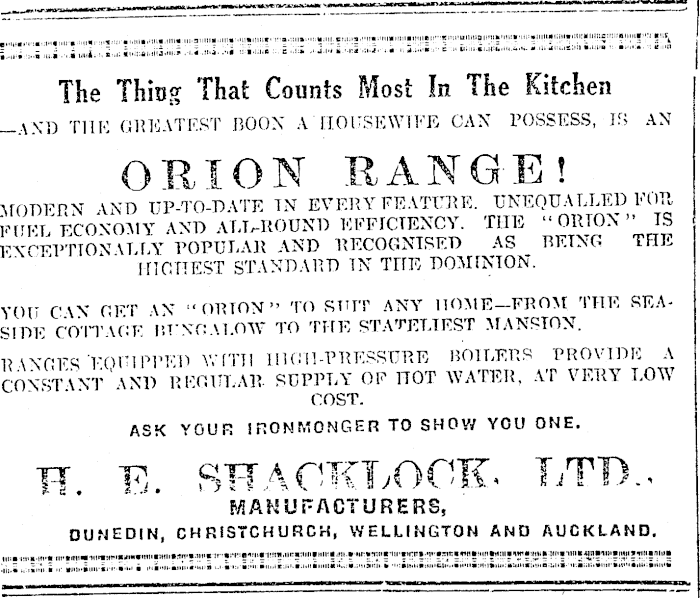 The Thing That Counts Most In The Kitchen
—AND THE GREATEST BOON A HOUSEWIFE CAN POSSESS, IS AN
ORION RANGE!
MODERN AND UP-TO-DATE IN EVERY FEATURE. UNEQUALLED FOR
FUEL ECONOMY AND ALL-ROUND EFFICIENCY. THE "ORION" IS
EXCEPTIONALLY POPULAR AND RECOGNISED AS BEING THE
HIGHEST STANDARD IN THE DOMINION.
YOU CAN GET AN "ORION" TO SUIT ANY HOME—FROM THE SEA-
SIDE COTTAGE BUNGALOW TO THE STATELIEST MANSION.
RANGES EQUIPPED WITH HIGH-PRESSURE BOILERS PROVIDE A
CONSTANT AND REGULAR SUPPLY OF HOT WATER, AT VERY LOW
COST.
ASK YOUR IRONMONGER TO SHOW YOU ONE.
H. E. SHACKLOCK, LTD.,
MANUFACTURERS,
DUNEDIN, CHRISTCHURCH, WELLINGTON AND AUCKLAND.